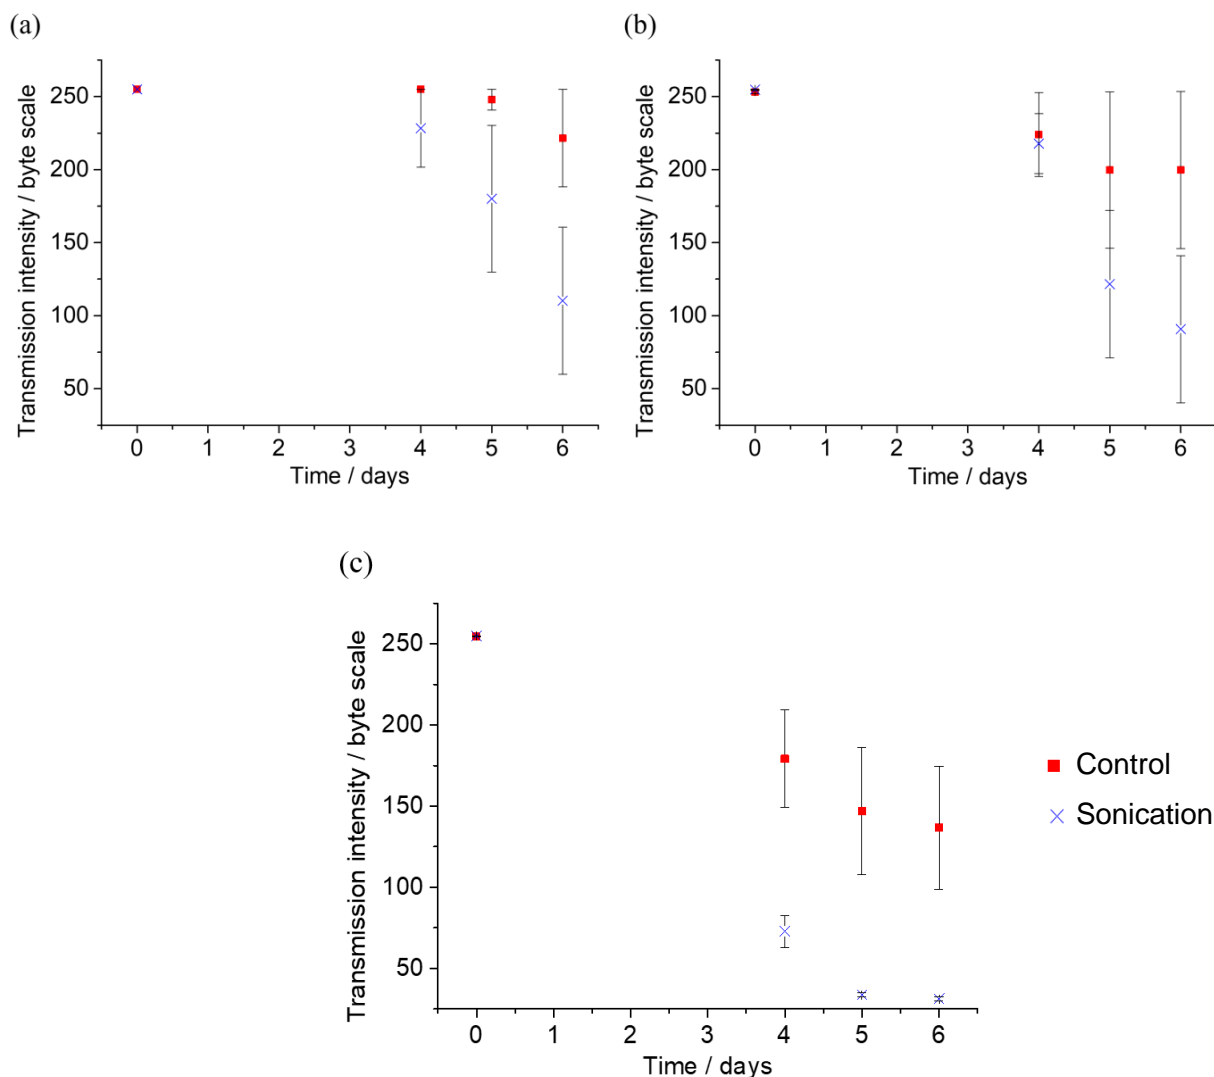 (a)
(b)
Transmission intensity / byte scale
250
200
150
100
50
0 1 2 3 4 5 6
Time / days
Transmission intensity / byte scale
250
200
150
100
50
0 1 2 3 4 5 6
Time / days
(c)
Transmission intensity / byte scale
250
200
150
100
50
0 1 2 3 4 5 6
Time / days
Control
Sonication